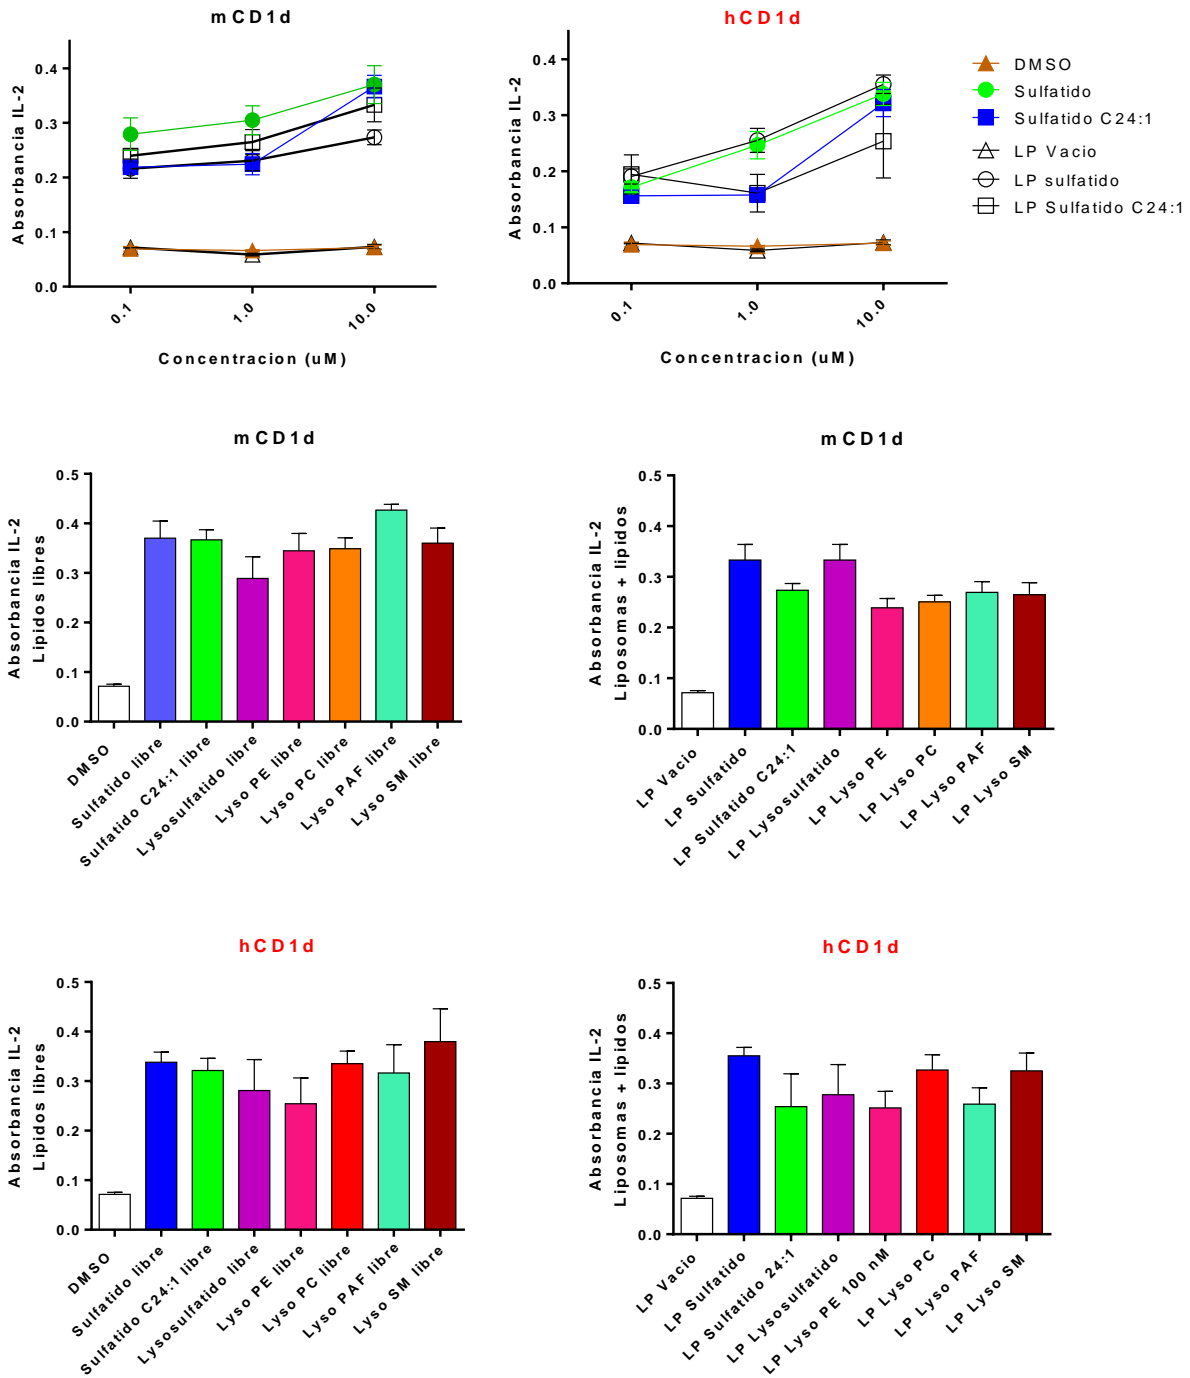 mCD1d
Absorbancia IL-2
0.4
0.3
0.2
0.1
0.0
0.1
1.0
10.0
Concentracion (uM)
hCD1d
Absorbancia IL-2
0.4
0.3
0.2
0.1
0.0
0.1
1.0
10.0
Concentracion (uM)
DMSO
Sulfatido
Sulfatido C24:1
LP Vacio
LP sulfatido
LP Sulfatido C24:1
mCD1d
Absorbancia IL-2
Lipidos libres
0.5
0.4
0.3
0.2
0.1
0.0
DMSO
Sulfatido libre
Sulfatido C24:1 libre
Lysosulfatido libre
Lyso PE libre
Lyso PC libre
Lyso PAF libre
Lyso SM libre
mCD1d
Absorbancia IL-2
Liposomas + lipidos
0.5
0.4
0.3
0.2
0.1
0.0
LP Vacio
LP Sulfatido
LP Sulfatido C24:1
LP Lysosulfatido
LP Lyso PE
LP Lyso PC
LP Lyso PAF
LP Lyso SM
hCD1d
Absorbancia IL-2
Lipidos libres
0.5
0.4
0.3
0.2
0.1
0.0
DMSO
Sulfatido libre
Sulfatido C24:1 libre
Lysosulfatido libre
Lyso PE libre
Lyso PC libre
Lyso PAF libre
Lyso SM libre
hCD1d
Absorbancia IL-2
Liposomas + lipidos
0.5
0.4
0.3
0.2
0.1
0.0
LP Vacio
LP Sulfatido
LP Sulfatido 24:1
LP Lysosulfatido
LP Lyso PE 100 nM
LP Lyso PC
LP Lyso PAF
LP Lyso SM